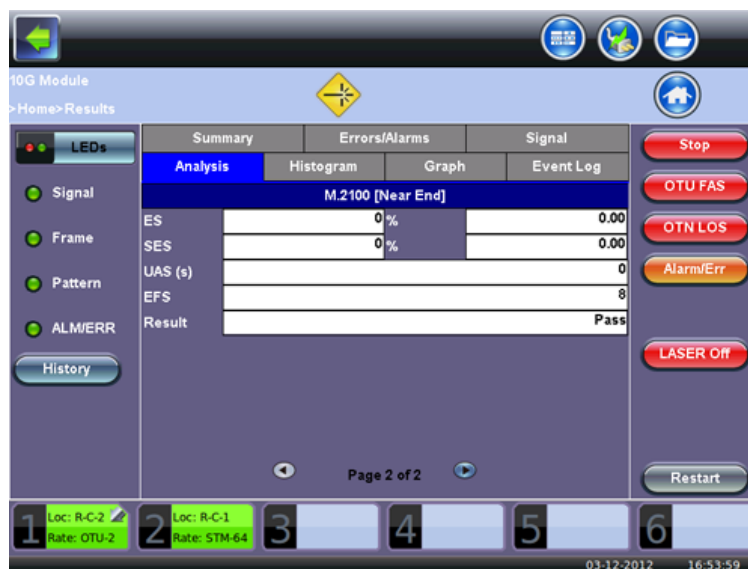 10G Module
>Home>Results
LEDs
Signal
Frame
Pattern
ALM/ERR
History
Summary Errors/Alarms Signal
Analysis Histogram Graph Event Log
M.2100 [Near End]
ES 0 % 0.00
SES 0 % 0.00
UAS (s) 0
EFS 8
Result Pass
Page 2 of 2
Stop
OTU FAS
OTN LOS
Alarm/Err
LASER Off
Restart
1 Loc: R-C-2
Rate: OTU-2
2 Loc: R-C-1
Rate: STM-64
3
4
5
6
03-12-2012 16:53:59